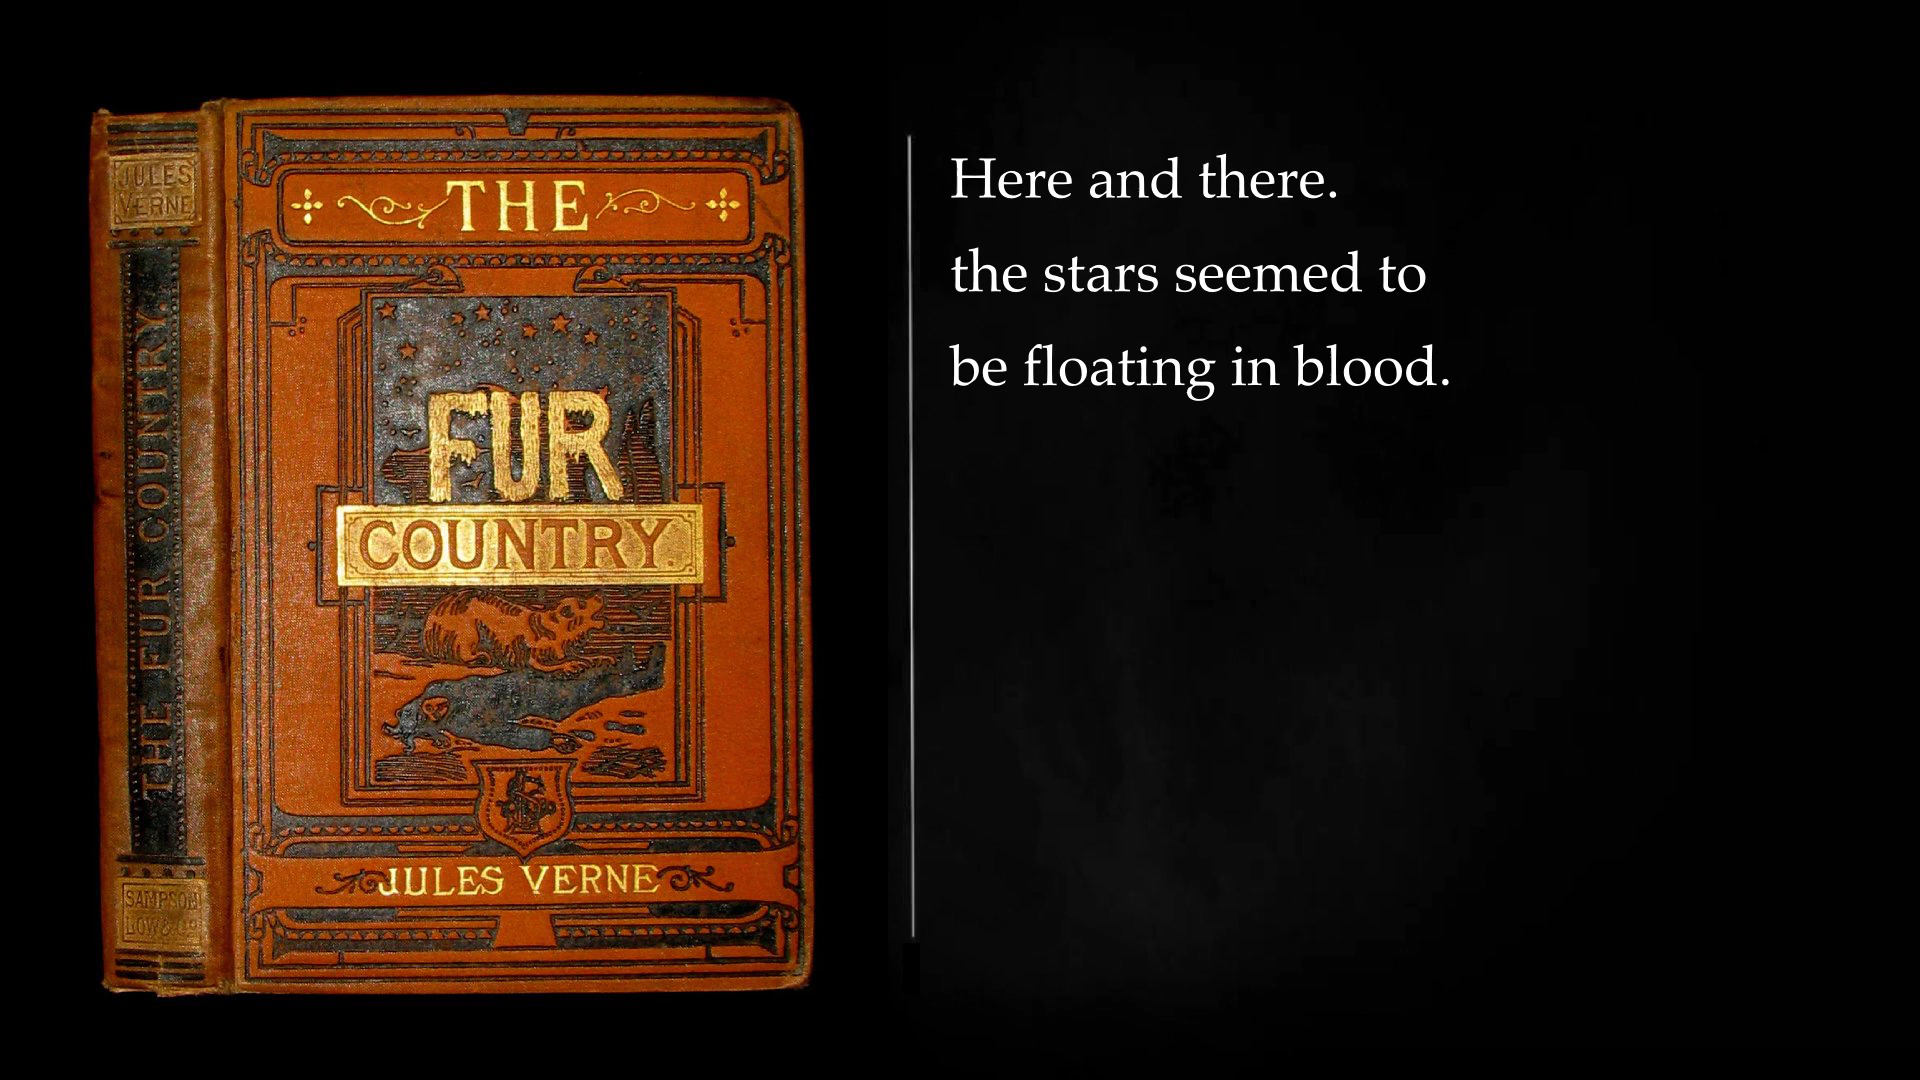 JULES
VERNE
THE FUR COUNTRY.
SAMPSON
LOW & Co
THE
FUR
COUNTRY.
JULES VERNE
Here and there.
the stars seemed to
be floating in blood.